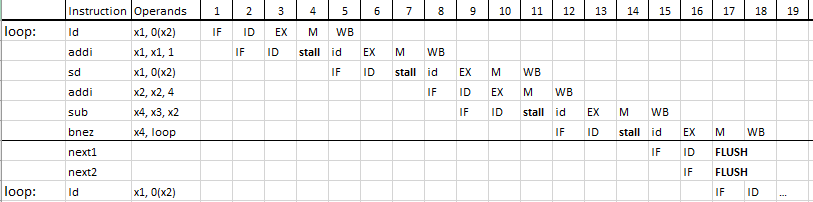 Instruction Operands 1 2 3 4 5 6 7 8 9 10 11 12 13 14 15 16 17 18 19
loop: ld x1, 0(x2) IF ID EX M WB
addi x1, x1, 1 IF ID stall id EX M WB
sd x1, 0(x2) IF ID stall id EX M WB
addi x2, x2, 4 IF ID EX M WB
sub x4, x3, x2 IF ID stall id EX M WB
bnez x4, loop IF ID stall id EX M WB
next1 IF ID FLUSH
next2 IF FLUSH
loop: ld x1, 0(x2) IF ID ...